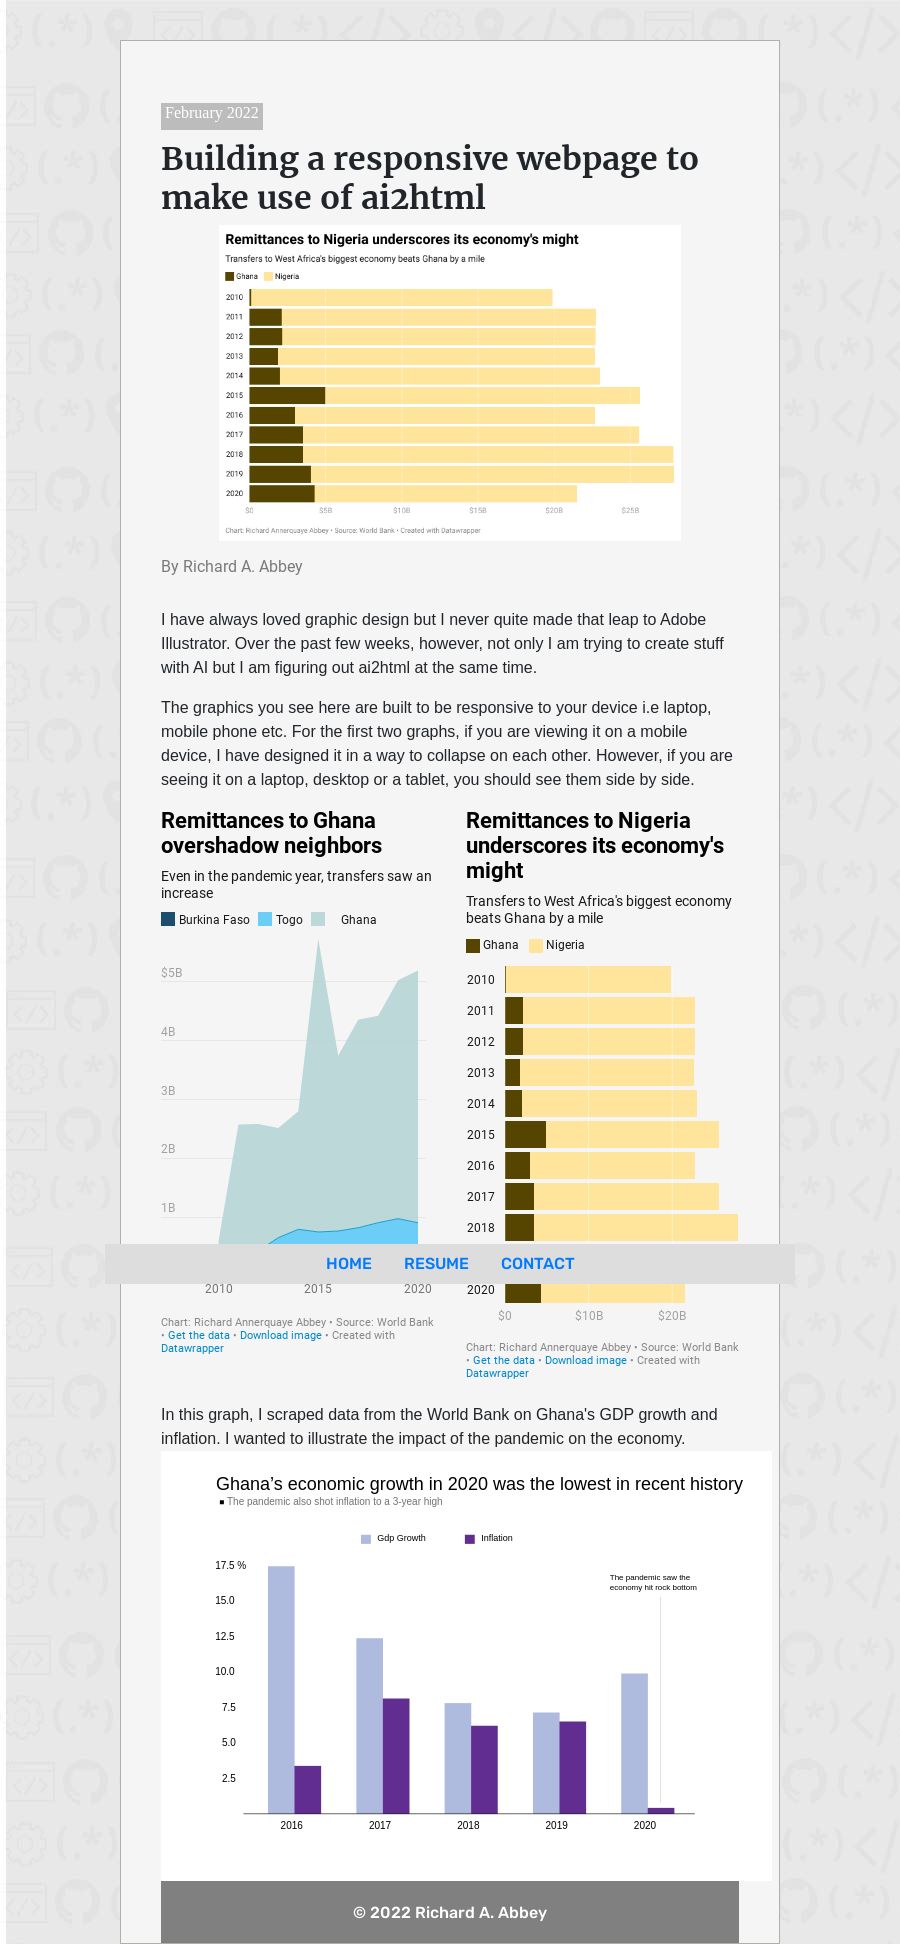 February 2022
Building a responsive webpage to
make use of ai2html
Remittances to Nigeria underscores its economy's might
Transfers to West Africa's biggest economy beats Ghana by a mile
Ghana Nigeria
2010
2011
2012
2013
2014
2015
2016
2017
2018
2019
2020
$0 $5B $10B $15B $20B $25B
Chart: Richard Annerquaye Abbey • Source: World Bank • Created with Datawrapper
By Richard A. Abbey
I have always loved graphic design but I never quite made that leap to Adobe
Illustrator. Over the past few weeks, however, not only I am trying to create stuff
with AI but I am figuring out ai2html at the same time.
The graphics you see here are built to be responsive to your device i.e laptop,
mobile phone etc. For the first two graphs, if you are viewing it on a mobile
device, I have designed it in a way to collapse on each other. However, if you are
seeing it on a laptop, desktop or a tablet, you should see them side by side.
Remittances to Ghana
overshadow neighbors
Even in the pandemic year, transfers saw an
increase
Burkina Faso Togo Ghana
$5B
4B
3B
2B
1B
2010 2015 2020
Chart: Richard Annerquaye Abbey • Source: World Bank
• Get the data • Download image • Created with
Datawrapper
Remittances to Nigeria
underscores its economy's
might
Transfers to West Africa's biggest economy
beats Ghana by a mile
Ghana Nigeria
2010
2011
2012
2013
2014
2015
2016
2017
2018
2020
$0 $10B $20B
Chart: Richard Annerquaye Abbey • Source: World Bank
• Get the data • Download image • Created with
Datawrapper
HOME RESUME CONTACT
In this graph, I scraped data from the World Bank on Ghana's GDP growth and
inflation. I wanted to illustrate the impact of the pandemic on the economy.
Ghana’s economic growth in 2020 was the lowest in recent history
■ The pandemic also shot inflation to a 3-year high
Gdp Growth Inflation
17.5 %
15.0
12.5
10.0
7.5
5.0
2.5
The pandemic saw the
economy hit rock bottom
2016 2017 2018 2019 2020
© 2022 Richard A. Abbey